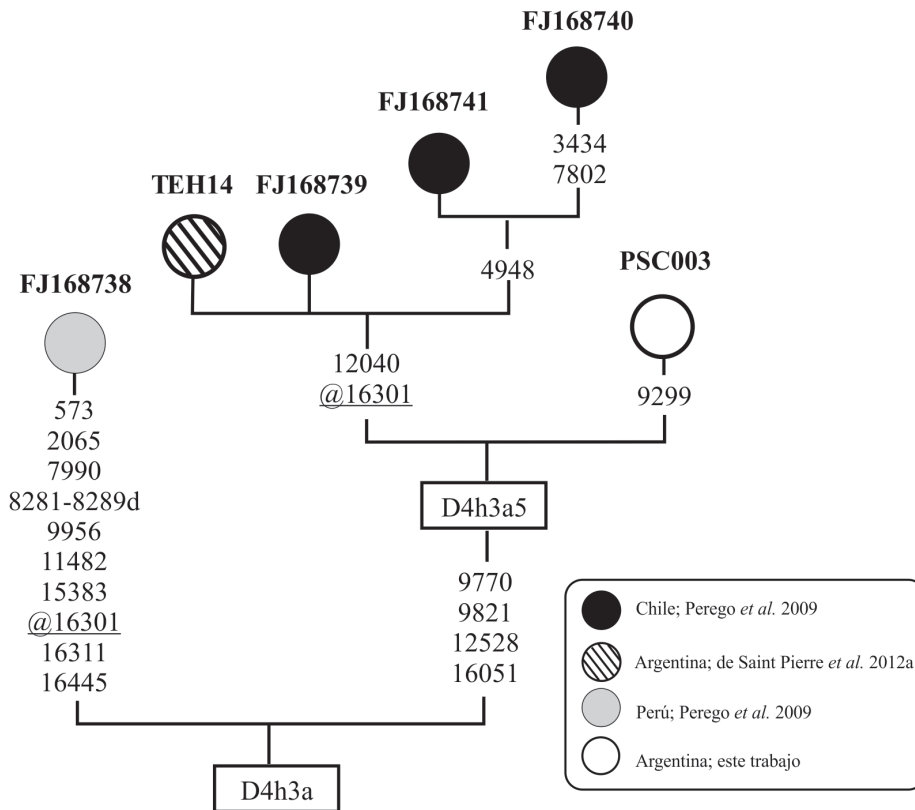 FJ168740
FJ168741
3434
7802
TEH14
FJ168739
4948
PSC003
FJ168738
12040
@16301
9299
573
2065
7990
8281-8289d
9956
11482
15383
@16301
16311
16445
D4h3a5
9770
9821
12528
16051
D4h3a
Chile; Perego et al. 2009
Argentina; de Saint Pierre et al. 2012a
Perú; Perego et al. 2009
Argentina; este trabajo